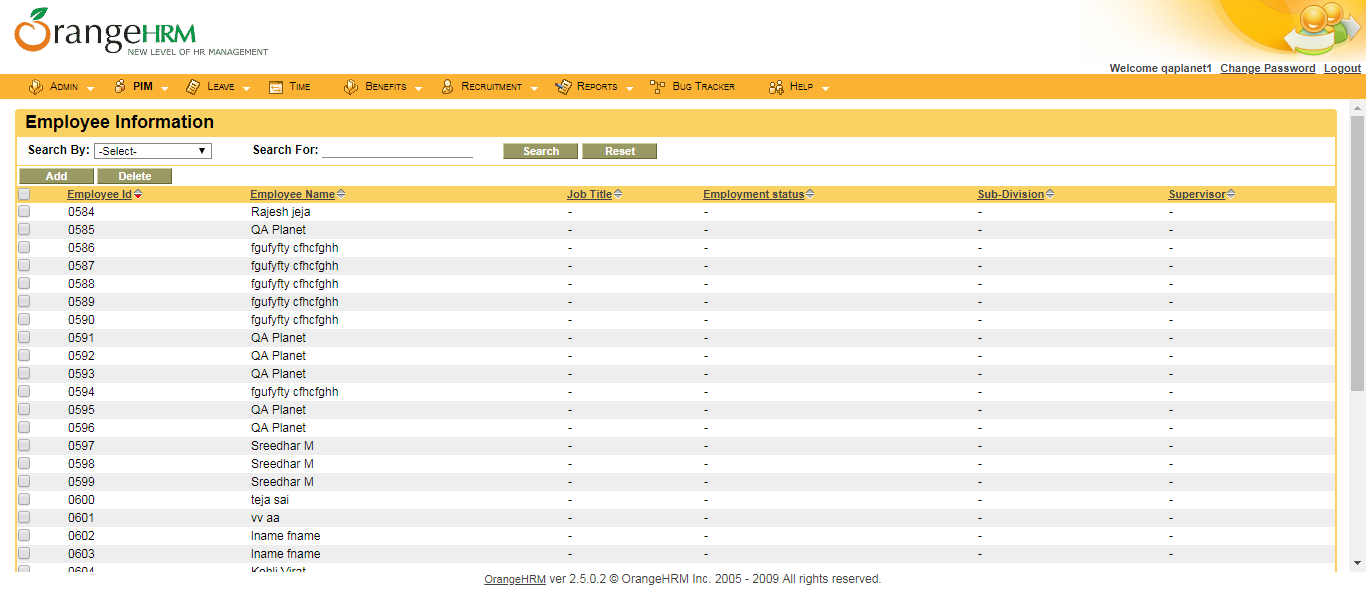 OrangeHRM
NEW LEVEL OF HR MANAGEMENT
Welcome qaplanet1 Change Password Logout
ADMIN PIM LEAVE TIME BENEFITS RECRUITMENT REPORTS BUG TRACKER HELP
Employee Information
Search By: -Select- Search For: Search Reset
Add Delete
Employee Id Employee Name Job Title Employment status Sub-Division Supervisor
0584 Rajesh jeja - - - -
0585 QA Planet - - - -
0586 fgufyfty cfhcfghh - - - -
0587 fgufyfty cfhcfghh - - - -
0588 fgufyfty cfhcfghh - - - -
0589 fgufyfty cfhcfghh - - - -
0590 fgufyfty cfhcfghh - - - -
0591 QA Planet - - - -
0592 QA Planet - - - -
0593 QA Planet - - - -
0594 fgufyfty cfhcfghh - - - -
0595 QA Planet - - - -
0596 QA Planet - - - -
0597 Sreedhar M - - - -
0598 Sreedhar M - - - -
0599 Sreedhar M - - - -
0600 teja sai - - - -
0601 vv aa - - - -
0602 lname fname - - - -
0603 lname fname - - - -
0604 Kohli Virat
OrangeHRM ver 2.5.0.2 © OrangeHRM Inc. 2005 - 2009 All rights reserved.